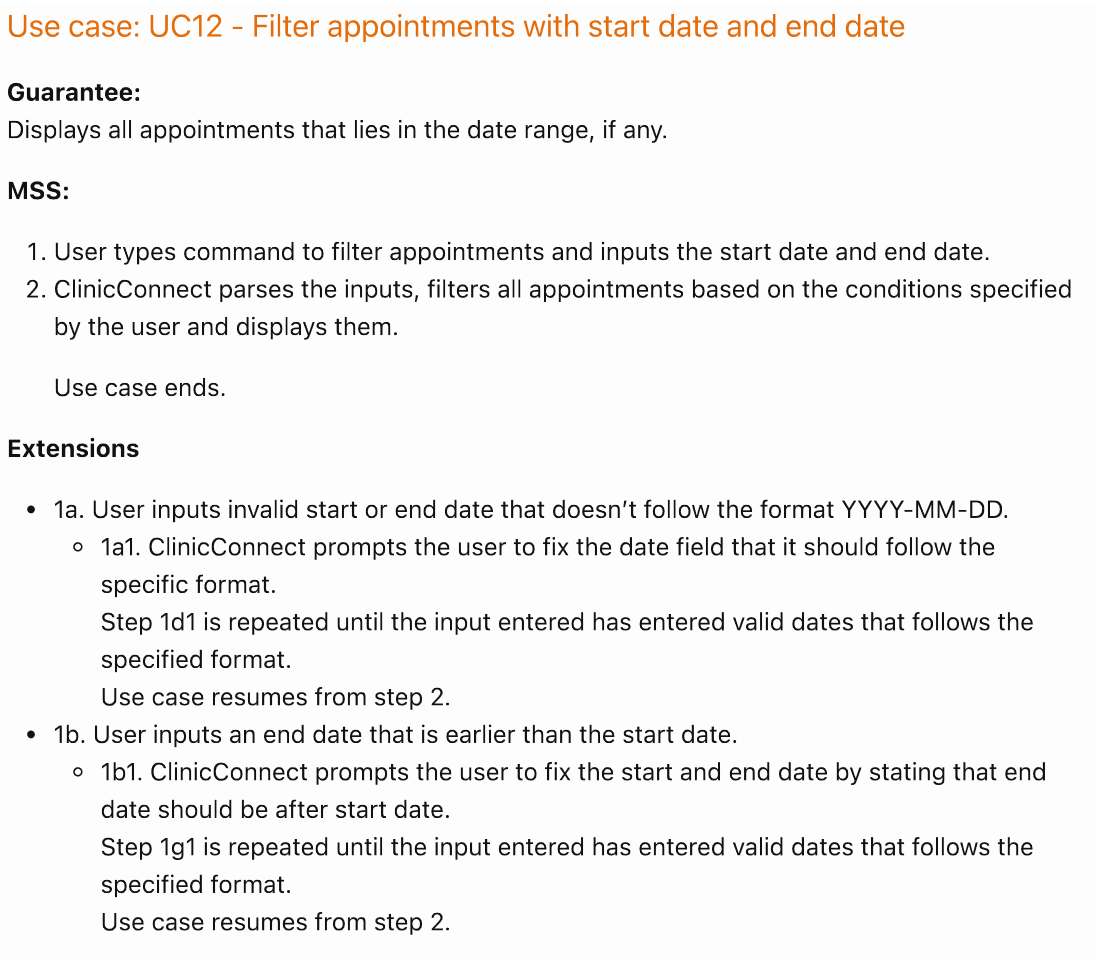 Use case: UC12 - Filter appointments with start date and end date
Guarantee:
Displays all appointments that lies in the date range, if any.
MSS:
1. User types command to filter appointments and inputs the start date and end date.
2. ClinicConnect parses the inputs, filters all appointments based on the conditions specified
by the user and displays them.
Use case ends.
Extensions
• 1a. User inputs invalid start or end date that doesn’t follow the format YYYY-MM-DD.
◦ 1a1. ClinicConnect prompts the user to fix the date field that it should follow the
specific format.
Step 1d1 is repeated until the input entered has entered valid dates that follows the
specified format.
Use case resumes from step 2.
• 1b. User inputs an end date that is earlier than the start date.
◦ 1b1. ClinicConnect prompts the user to fix the start and end date by stating that end
date should be after start date.
Step 1g1 is repeated until the input entered has entered valid dates that follows the
specified format.
Use case resumes from step 2.